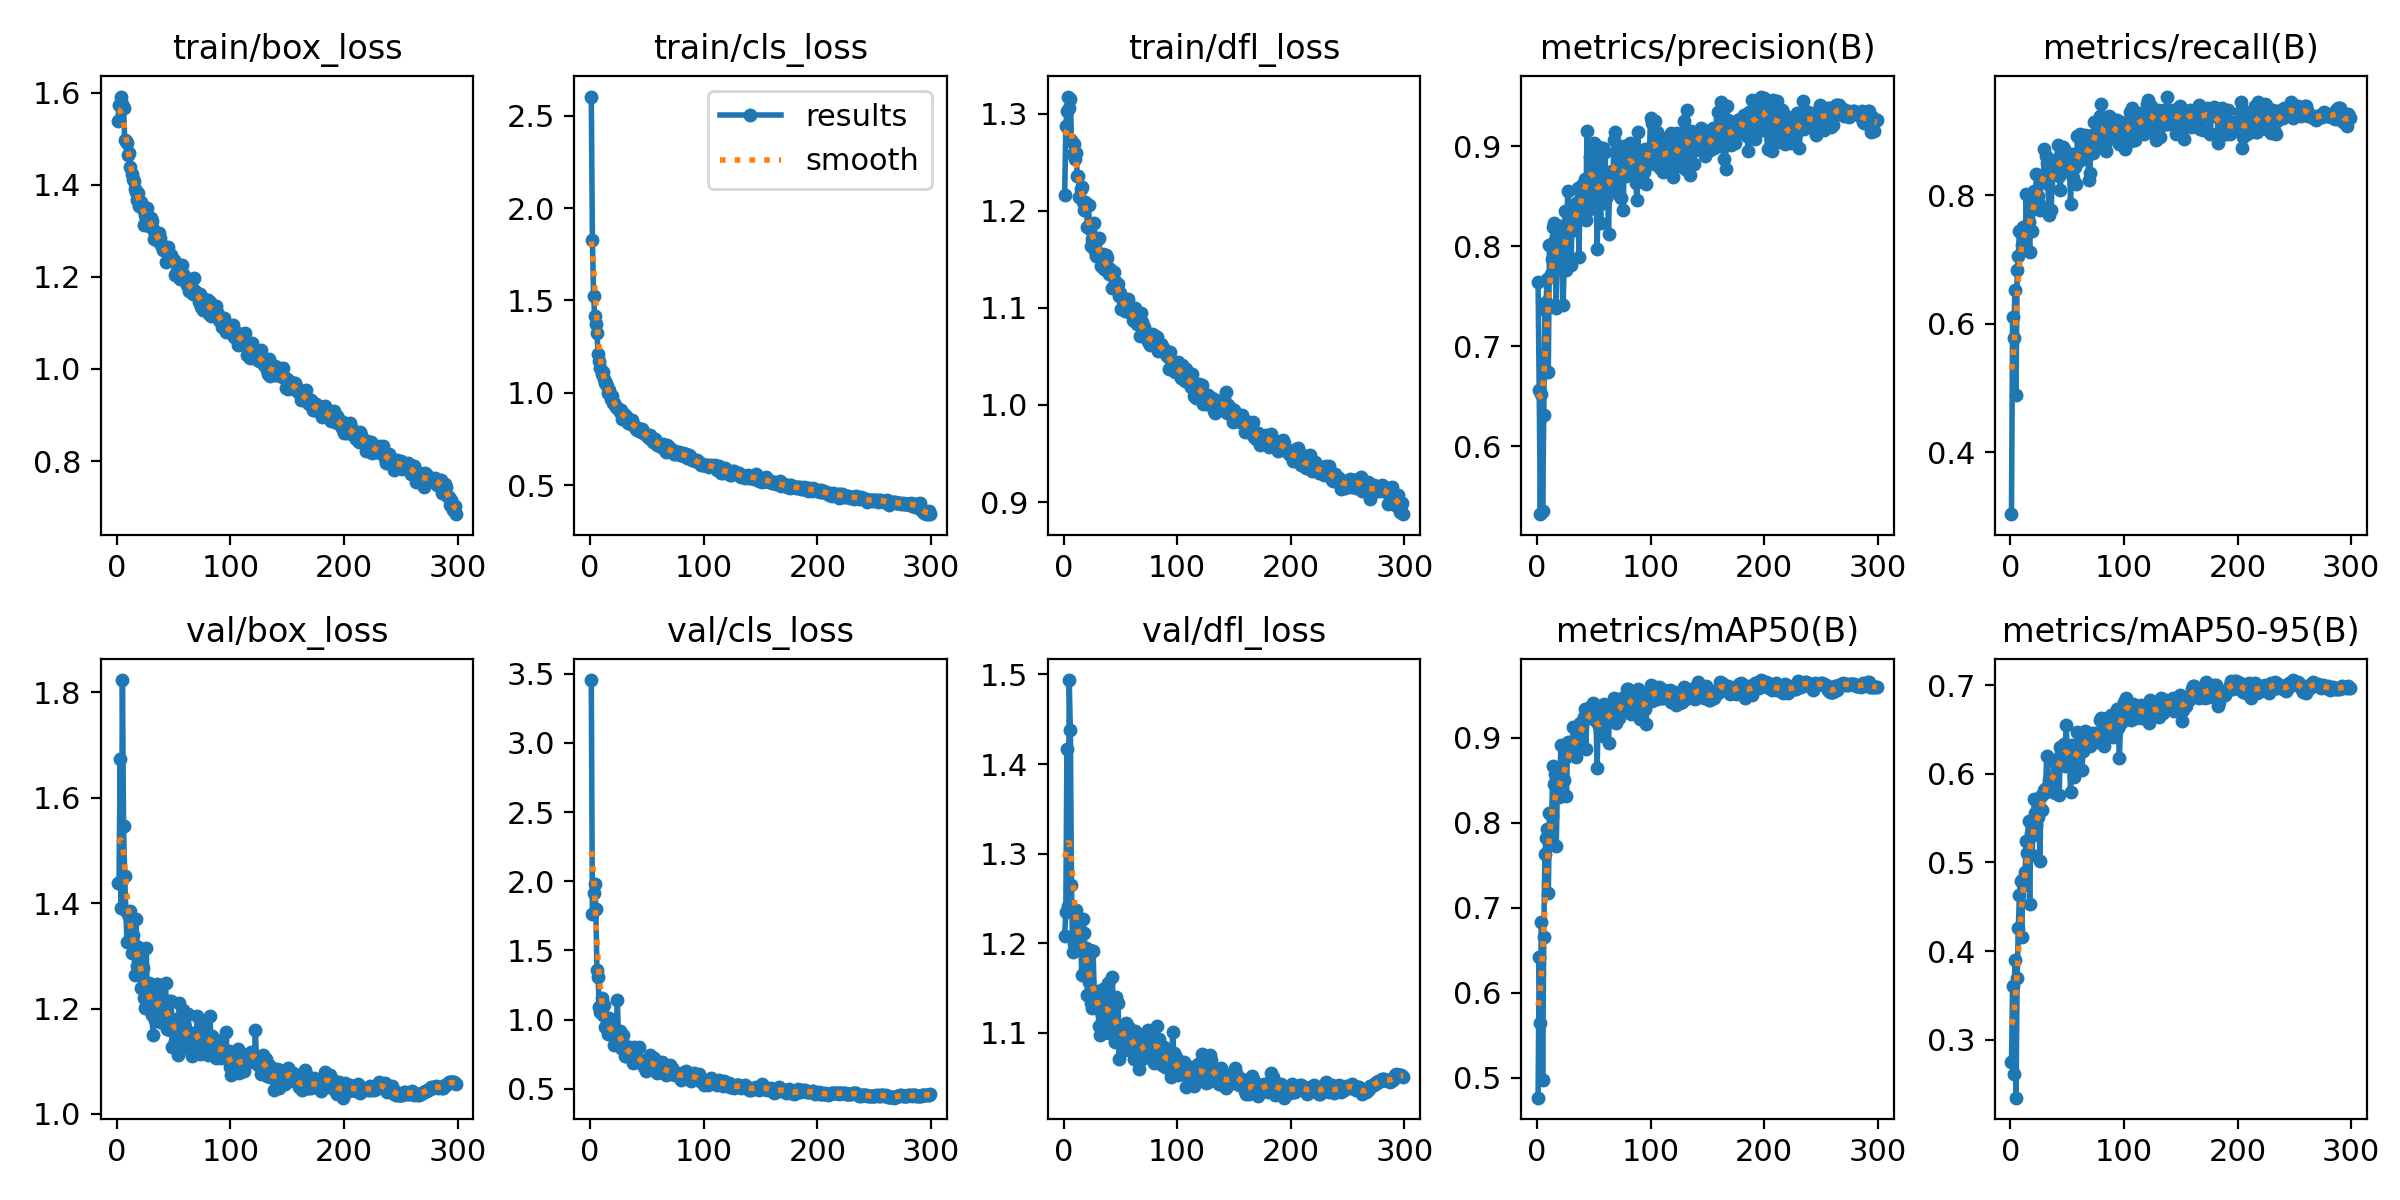 train/box_loss
1.6
1.4
1.2
1.0
0.8
0 100 200 300
train/cls_loss
results
smooth
2.5
2.0
1.5
1.0
0.5
0 100 200 300
train/dfl_loss
1.3
1.2
1.1
1.0
0.9
0 100 200 300
metrics/precision(B)
0.9
0.8
0.7
0.6
0 100 200 300
metrics/recall(B)
0.8
0.6
0.4
0 100 200 300
val/box_loss
1.8
1.6
1.4
1.2
1.0
0 100 200 300
val/cls_loss
3.5
3.0
2.5
2.0
1.5
1.0
0.5
0 100 200 300
val/dfl_loss
1.5
1.4
1.3
1.2
1.1
0 100 200 300
metrics/mAP50(B)
0.9
0.8
0.7
0.6
0.5
0 100 200 300
metrics/mAP50-95(B)
0.7
0.6
0.5
0.4
0.3
0 100 200 300